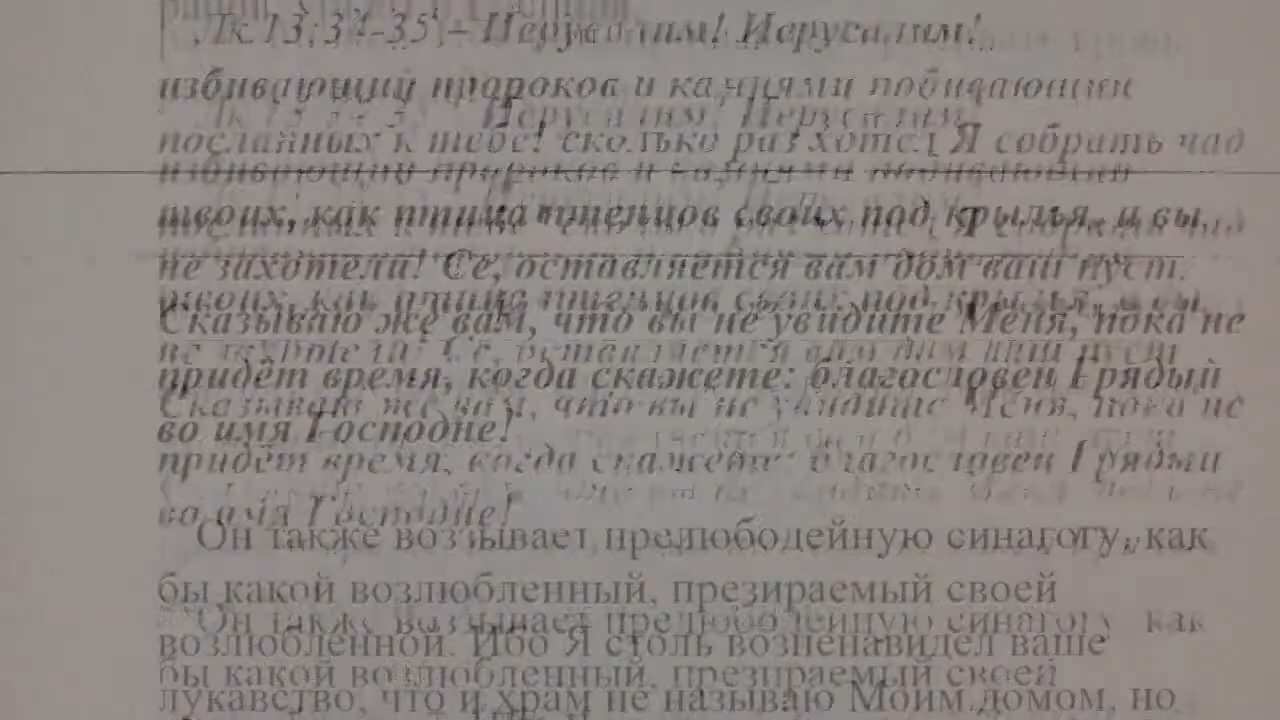 Лк.13:34-35 – Иерусалим! Иерусалим!
избивающий пророков и камнями побивающий
посланных к тебе! сколько раз хотел Я собрать чад
твоих, как птица птенцов своих под крылья, и вы
не захотели! Се, оставляется вам дом ваш пуст.
Сказываю же вам, что вы не увидите Меня, пока не
придёт время, когда скажете: благословен Грядый
во имя Господне!
Он также воззывает прелюбодейную синагогу, как
бы какой возлюбленный, презираемый своей
возлюбленной. Ибо Я столь возненавидел ваше
лукавство, что и храм не называю Моим домом, но